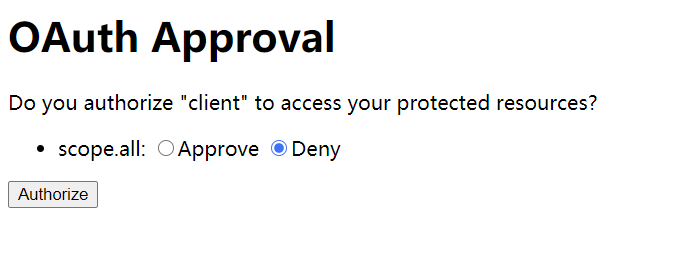 OAuth Approval
Do you authorize "client" to access your protected resources?
scope.all: Approve Deny
Authorize